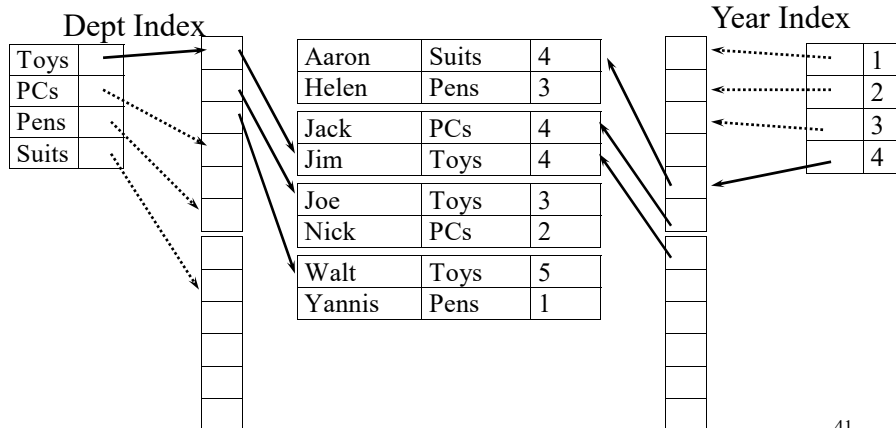 Dept Index
Year Index
Toys
PCs
Pens
Suits
Aaron Suits 4
Helen Pens 3
Jack PCs 4
Jim Toys 4
Joe Toys 3
Nick PCs 2
Walt Toys 5
Yannis Pens 1
1
2
3
4
41